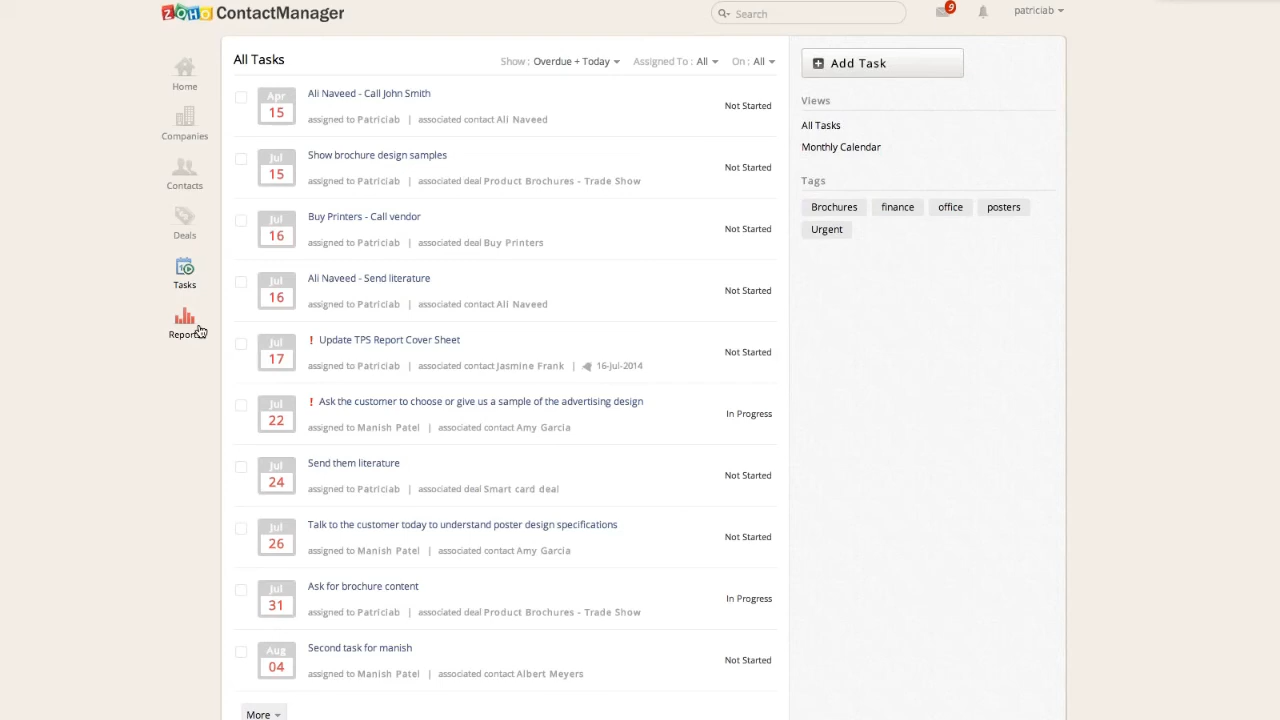 ZOHO ContactManager
Search
9
patriciab
Home
Companies
Contacts
Deals
Tasks
Reports
All Tasks
Show : Overdue + Today
Assigned To : All
On : All
Apr 15
Ali Naveed - Call John Smith
assigned to Patriciab | associated contact Ali Naveed
Not Started
Jul 15
Show brochure design samples
assigned to Patriciab | associated deal Product Brochures - Trade Show
Not Started
Jul 16
Buy Printers - Call vendor
assigned to Patriciab | associated deal Buy Printers
Not Started
Jul 16
Ali Naveed - Send literature
assigned to Patriciab | associated contact Ali Naveed
Not Started
Jul 17
! Update TPS Report Cover Sheet
assigned to Patriciab | associated contact Jasmine Frank | 16-Jul-2014
Not Started
Jul 22
! Ask the customer to choose or give us a sample of the advertising design
assigned to Manish Patel | associated contact Amy Garcia
In Progress
Jul 24
Send them literature
assigned to Patriciab | associated deal Smart card deal
Not Started
Jul 26
Talk to the customer today to understand poster design specifications
assigned to Manish Patel | associated contact Amy Garcia
Not Started
Jul 31
Ask for brochure content
assigned to Patriciab | associated deal Product Brochures - Trade Show
In Progress
Aug 04
Second task for manish
assigned to Manish Patel | associated contact Albert Meyers
Not Started
More
Add Task
Views
All Tasks
Monthly Calendar
Tags
Brochures finance office posters
Urgent